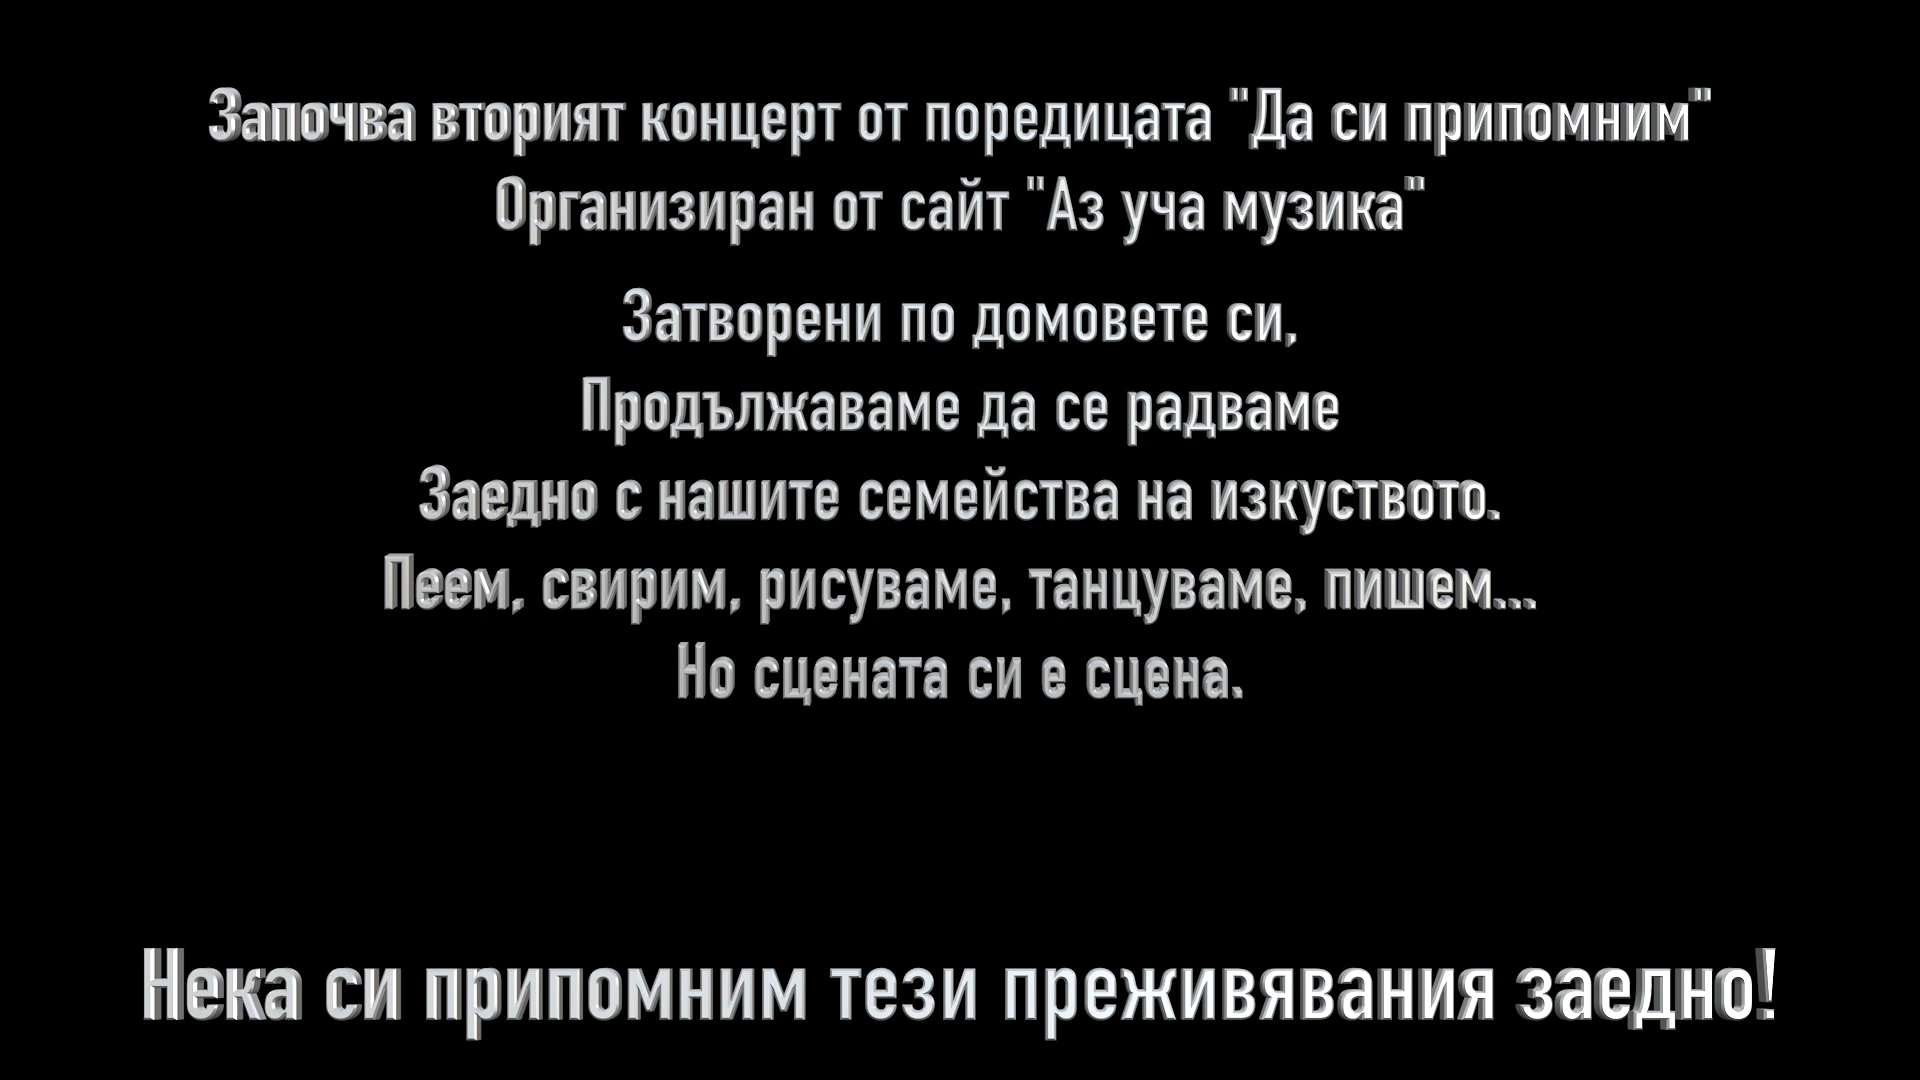 Започва вторият концерт от поредицата "Да си припомним"
Организиран от сайт "Аз уча музика"
Затворени по домовете си,
Продължаваме да се радваме
Заедно с нашите семейства на изкуството.
Пеем, свирим, рисуваме, танцуваме, пишем...
Но сцената си е сцена.
Нека си припомним тези преживявания заедно!